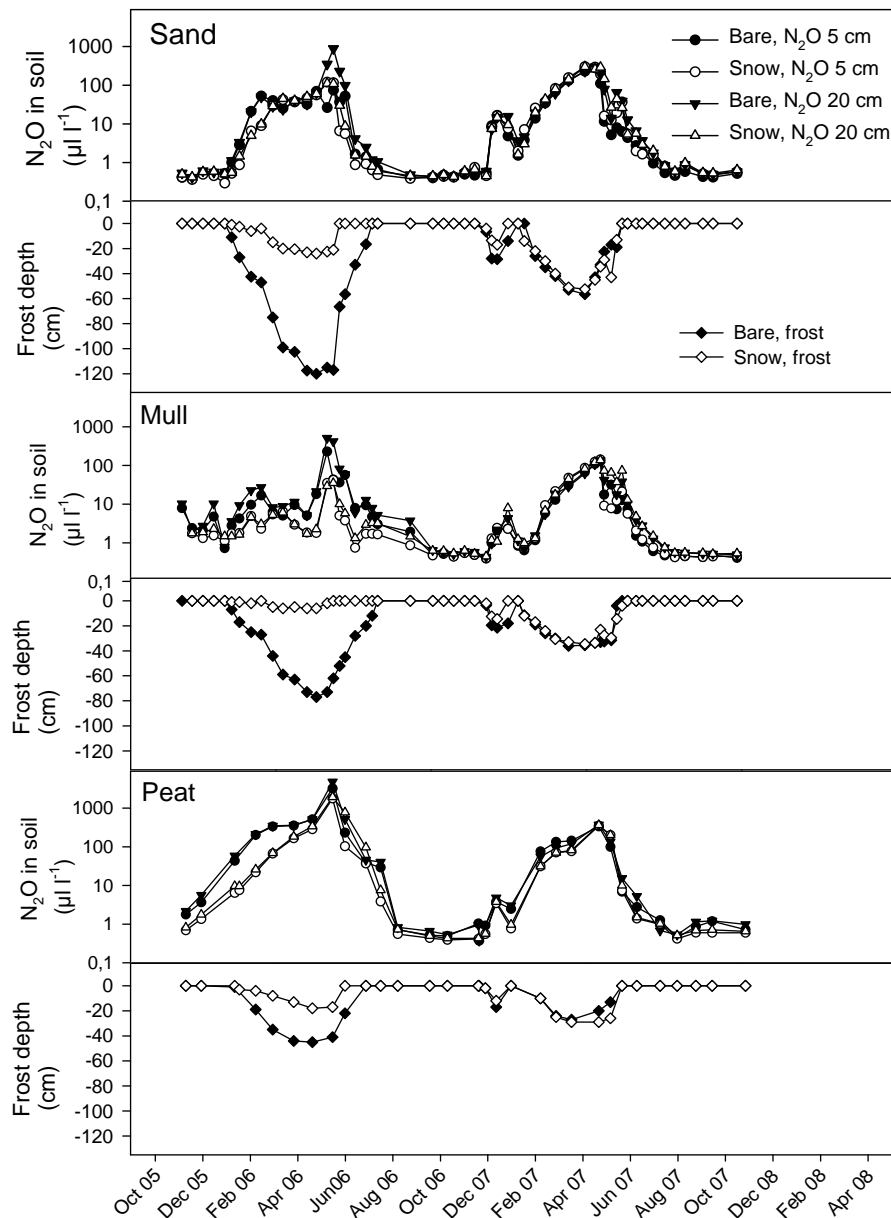 Sand
Bare, N2O 5 cm
Snow, N2O 5 cm
Bare, N2O 20 cm
Snow, N2O 20 cm
N2O in soil
(µl l-1)
1000
100
10
1
0,1
Frost depth
(cm)
0
-20
-40
-60
-80
-100
-120
Bare, frost
Snow, frost
Mull
N2O in soil
(µl l-1)
1000
100
10
1
0,1
Frost depth
(cm)
0
-20
-40
-60
-80
-100
-120
Peat
N2O in soil
(µl l-1)
1000
100
10
1
0,1
Frost depth
(cm)
0
-20
-40
-60
-80
-100
-120
Oct 05
Dec 05
Feb 06
Apr 06
Jun 06
Aug 06
Oct 06
Dec 07
Feb 07
Apr 07
Jun 07
Aug 07
Oct 07
Dec 08
Feb 08
Apr 08